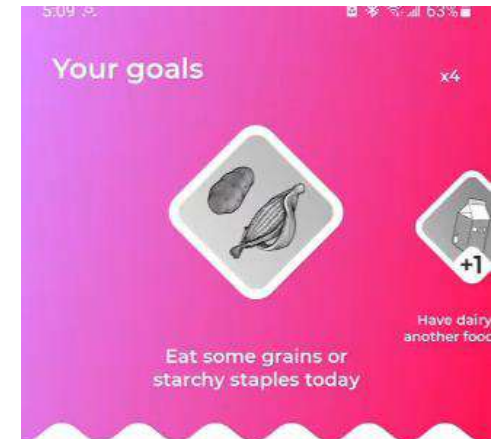 5:09
63%
Your goals
x4
+1
Have dairy
another food
Eat some grains or
starchy staples today